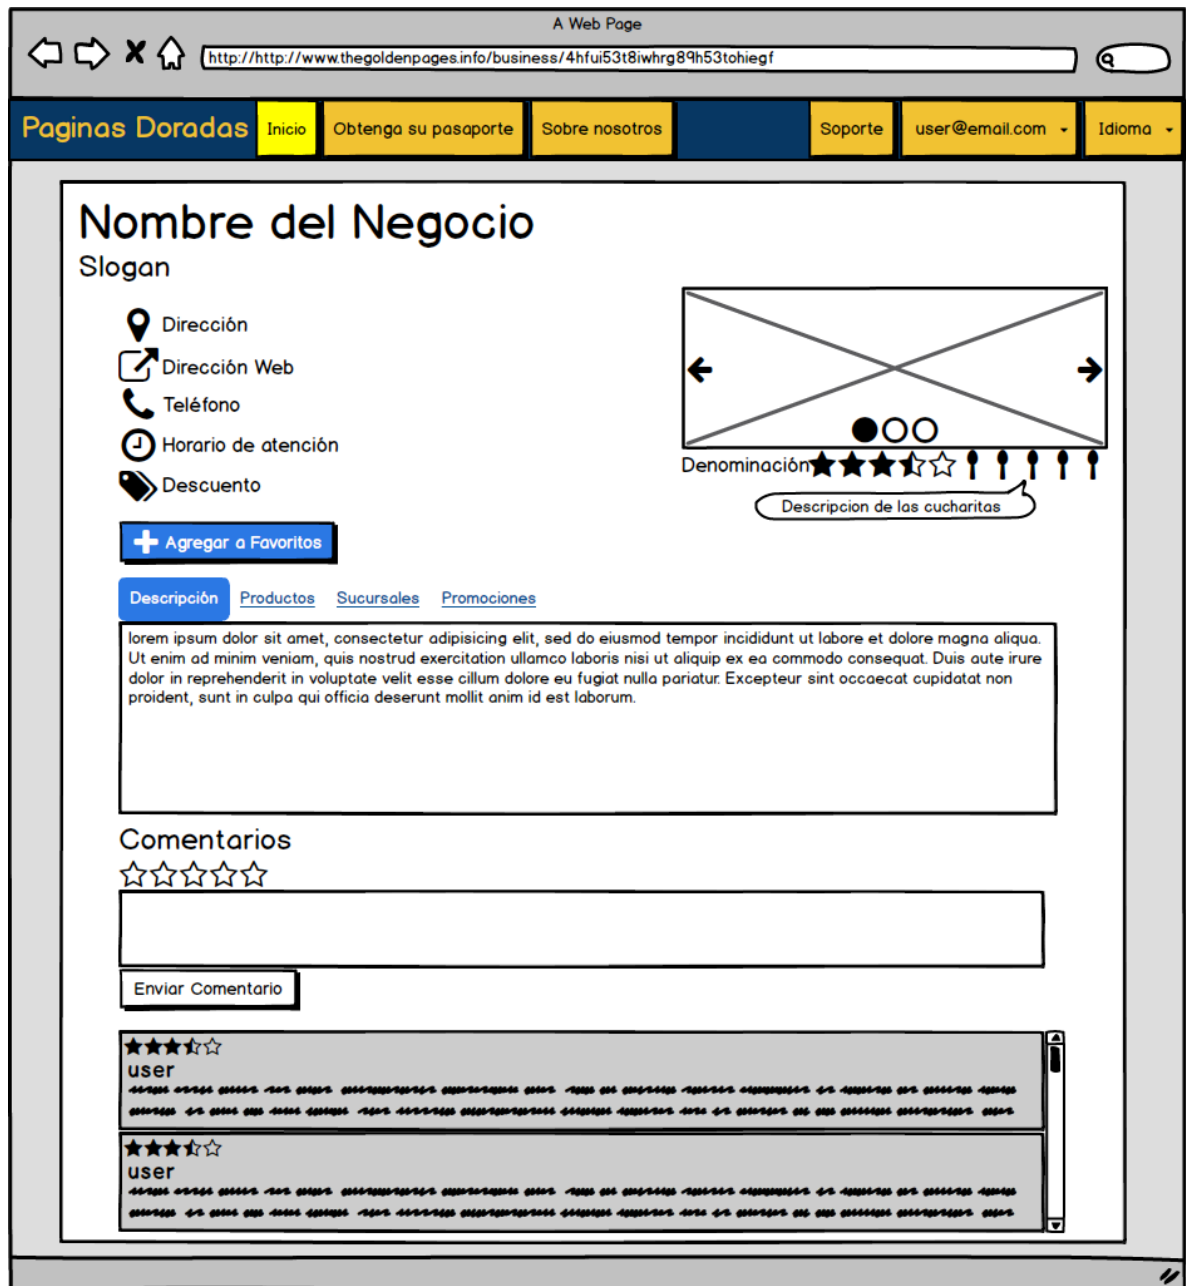 A Web Page
http://http://www.thegoldenpages.info/business/4hfui53t8iwhrg89h53tohiegf
Paginas Doradas Inicio Obtenga su pasaporte Sobre nosotros Soporte user@email.com Idioma
Nombre del Negocio
Slogan
Dirección
Dirección Web
Teléfono
Horario de atención
Descuento
Denominación
Descripcion de las cucharitas
Agregar a Favoritos
Descripción Productos Sucursales Promociones
lorem ipsum dolor sit amet, consectetur adipisicing elit, sed do eiusmod tempor incididunt ut labore et dolore magna aliqua.
Ut enim ad minim veniam, quis nostrud exercitation ullamco laboris nisi ut aliquip ex ea commodo consequat. Duis aute irure
dolor in reprehenderit in voluptate velit esse cillum dolore eu fugiat nulla pariatur. Excepteur sint occaecat cupidatat non
proident, sunt in culpa qui officia deserunt mollit anim id est laborum.
Comentarios
Enviar Comentario
user
user